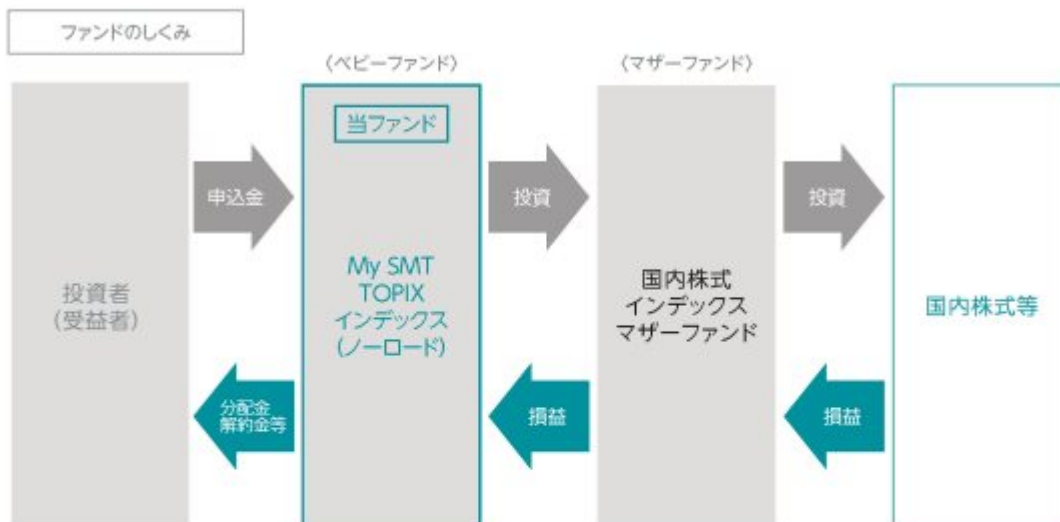 ファンドのしくみ
〈ベビーファンド〉
〈マザーファンド〉
当ファンド
申込金
投資
投資
投資者
(受益者)
My SMT
TOPIX
インデックス
(ノーロード)
国内株式
インデックス
マザーファンド
国内株式等
分配金
解約金等
損益
損益